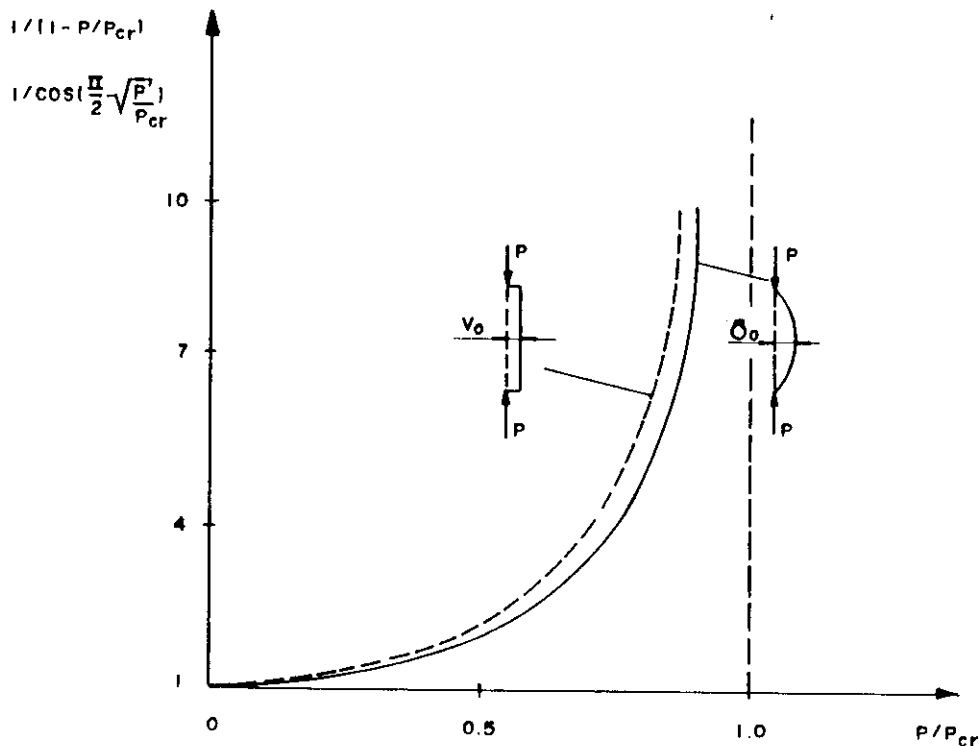 1/(1-P/Pcr)
1/COS(π/2 √P/Pcr)
10
7
4
1
0
0.5
1.0
P/Pcr
P
V₀
P
P
δ₀
P